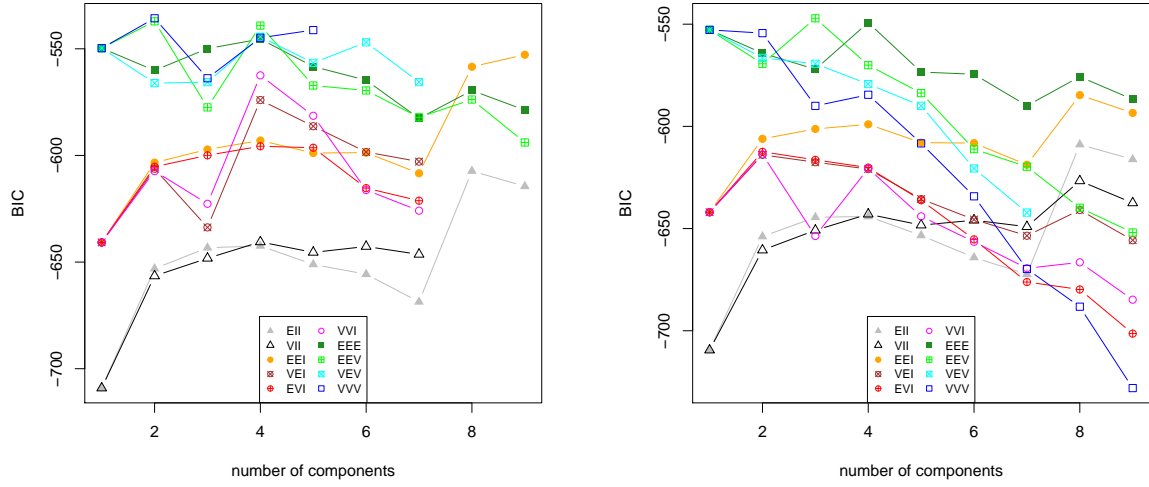 BIC
−550
−600
−650
−700
EII VVI
VII EEE
EEI EEV
VEI VEV
EVI VVV
2 4 6 8
number of components
BIC
−550
−600
−650
−700
EII VVI
VII EEE
EEI EEV
VEI VEV
EVI VVV
2 4 6 8
number of components